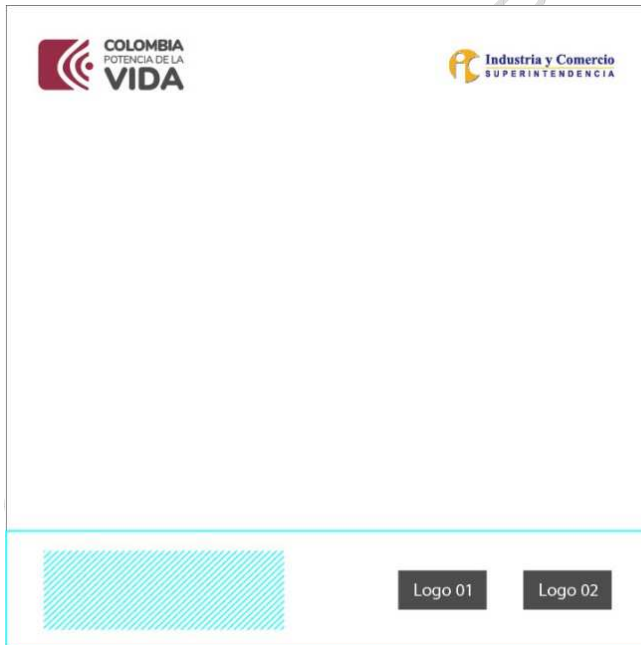 COLOMBIA
POTENCIA DE LA
VIDA
Industria y Comercio
SUPERINTENDENCIA
Logo 01
Logo 02